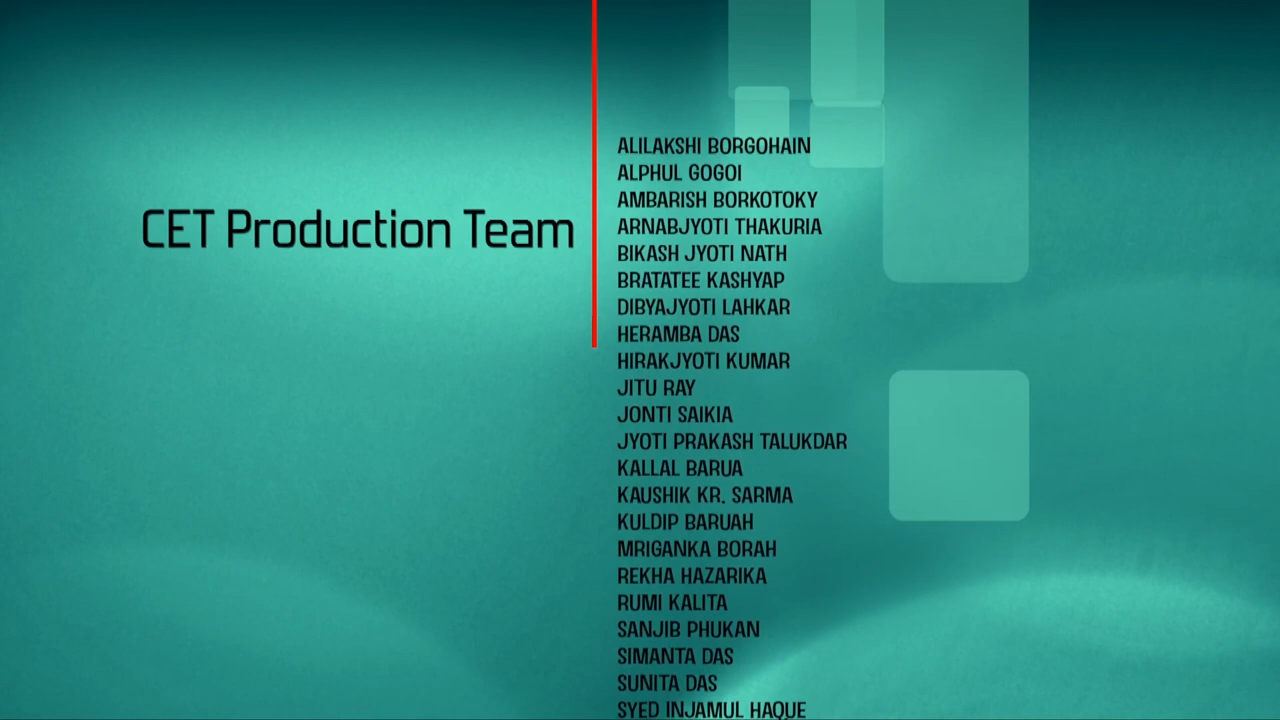 CET Production Team
ALILAKSHI BORGOHAIN
ALPHUL GOGOI
AMBARISH BORKOTOKY
ARNABJYOTI THAKURIA
BIKASH JYOTI NATH
BRATATEE KASHYAP
DIBYAJYOTI LAHKAR
HERAMBA DAS
HIRAKJYOTI KUMAR
JITU RAY
JONTI SAIKIA
JYOTI PRAKASH TALUKDAR
KALLAL BARUA
KAUSHIK KR. SARMA
KULDIP BARUAH
MRIGANKA BORAH
REKHA HAZARIKA
RUMI KALITA
SANJIB PHUKAN
SIMANTA DAS
SUNITA DAS
SYED INJAMUL HAQUE